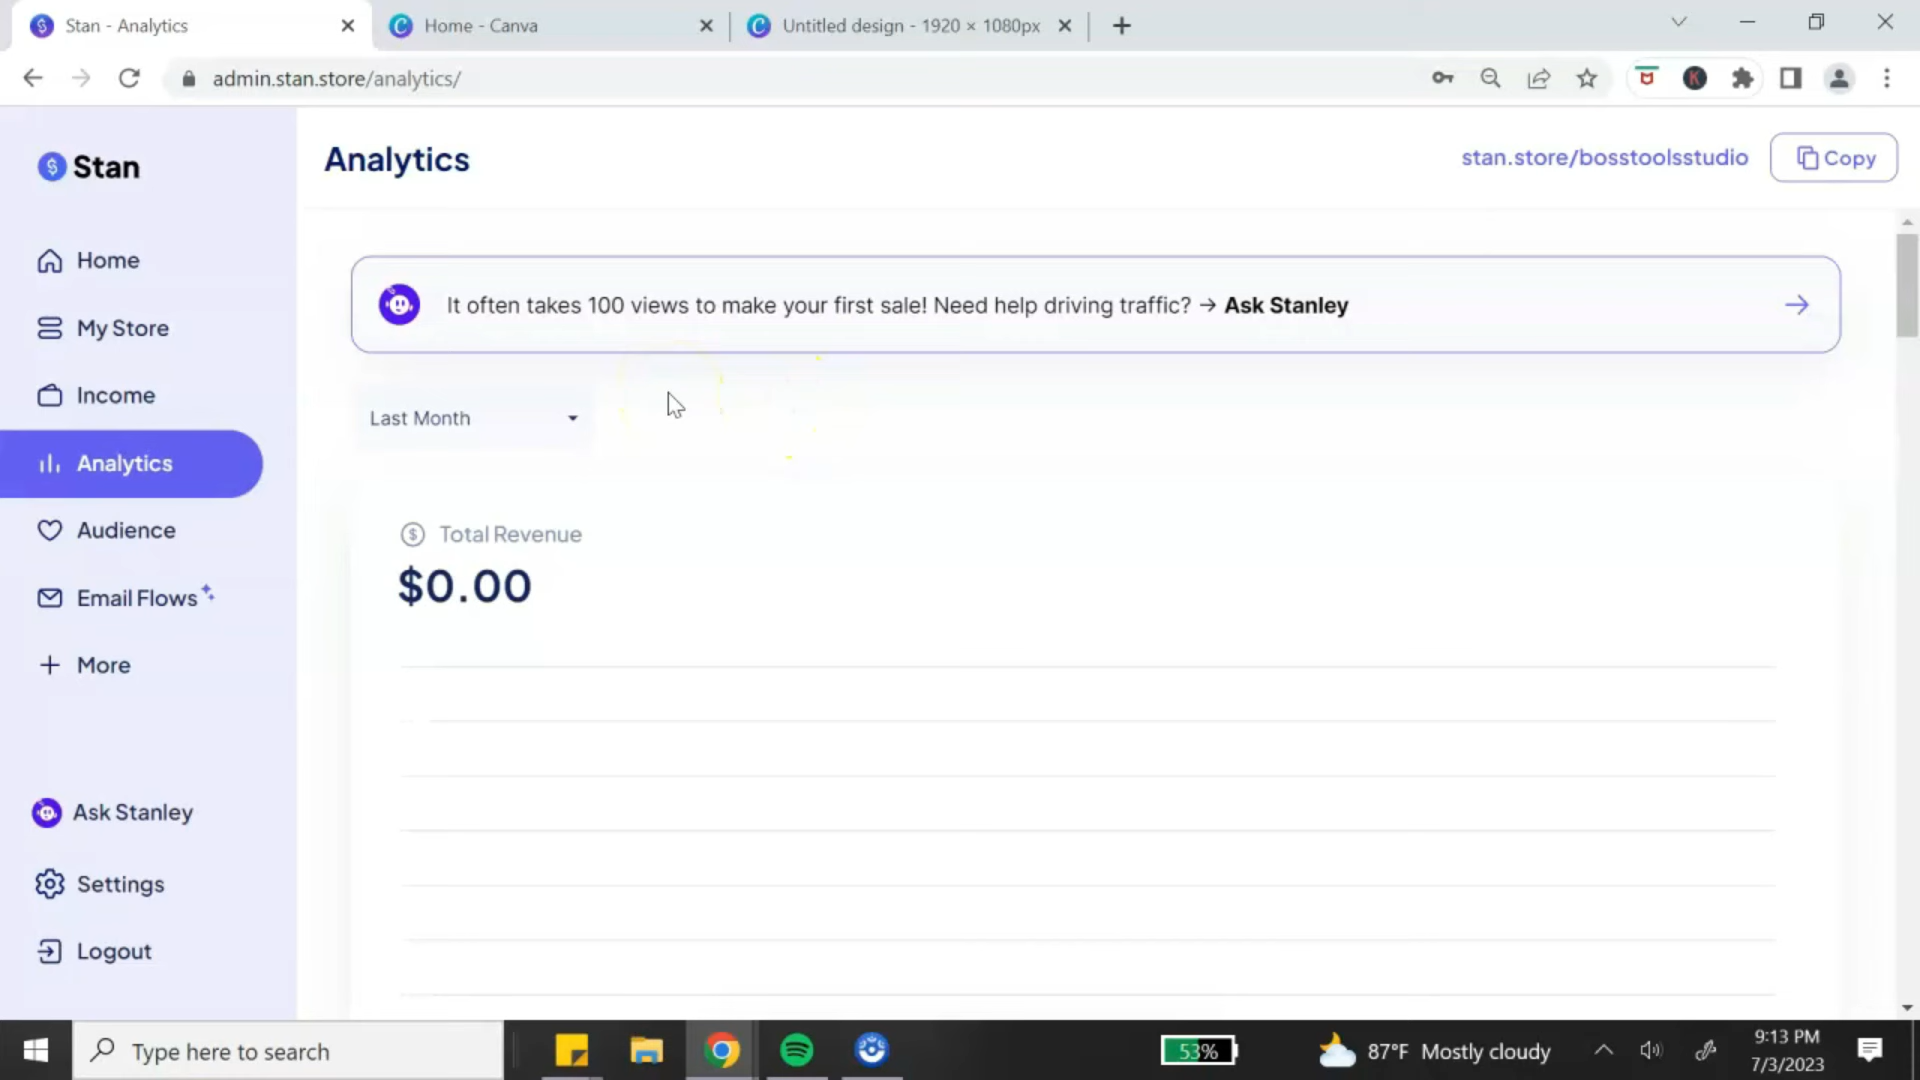 Stan - Analytics
Home - Canva
Untitled design - 1920 × 1080px
admin.stan.store/analytics/
Stan
Analytics
stan.store/bosstoolsstudio
Copy
Home
My Store
Income
Analytics
Audience
Email Flows
More
Ask Stanley
Settings
Logout
It often takes 100 views to make your first sale! Need help driving traffic? → Ask Stanley
Last Month
Total Revenue
$0.00
Type here to search
53%
87°F Mostly cloudy
9:13 PM
7/3/2023